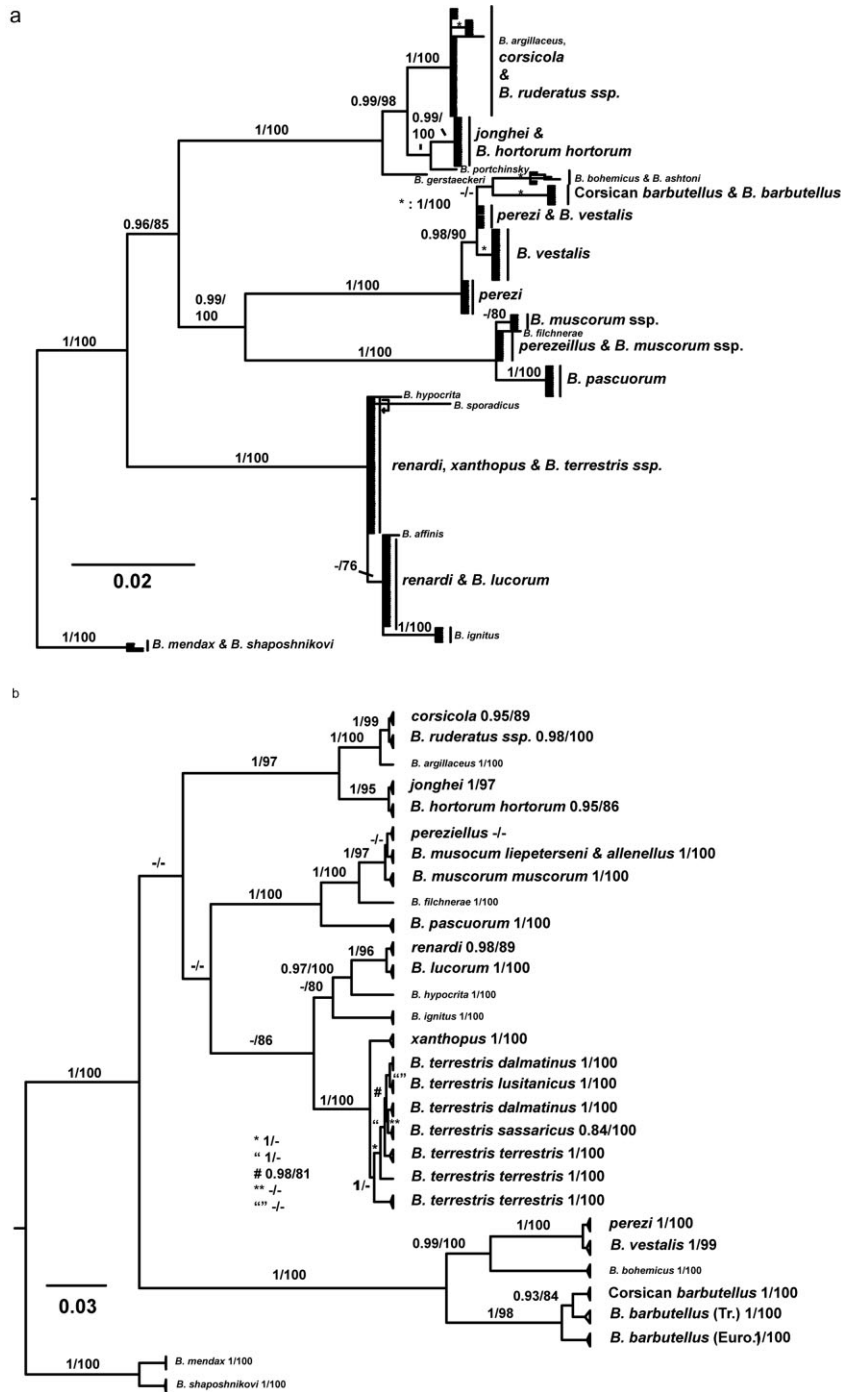 a
B. argillaceus,
corsicola
&
B. ruderatus ssp.
1/100
0.99/98
0.99/
100
1/100
jonghei &
B. hortorum hortorum
B. portchinsky
B. gerstaeckeri
B. bohemicus & B. ashtoni
-/-
*
*
*
Corsican barbutellus & B. barbutellus
* : 1/100
perezi & B. vestalis
0.96/85
0.98/90
*
B. vestalis
0.99/
100
1/100
perezi
-/80
B. muscorum ssp.
B. filchnerae
perezeillus & B. muscorum ssp.
1/100
1/100
1/100
B. pascuorum
B. hypocrita
B. sporadicus
1/100
renardi, xanthopus & B. terrestris ssp.
B. affinis
0.02
-/76
renardi & B. lucorum
1/100
B. ignitus
1/100
B. mendax & B. shaposhnikovi
b
1/99
corsicola 0.95/89
1/100
B. ruderatus ssp. 0.98/100
1/97
B. argillaceus 1/100
jonghei 1/97
1/95
B. hortorum hortorum 0.95/86
-/-
pereziellus -/-
-/-
1/97
B. musocum liepeterseni & allenellus 1/100
1/100
1/100
B. muscorum muscorum 1/100
B. filchnerae 1/100
B. pascuorum 1/100
-/-
1/96
renardi 0.98/89
0.97/100
B. lucorum 1/100
-/80
B. hypocrita 1/100
B. ignitus 1/100
-/86
xanthopus 1/100
B. terrestris dalmatinus 1/100
“”
1/100
1/100
#
B. terrestris lusitanicus 1/100
B. terrestris dalmatinus 1/100
“
**
B. terrestris sassaricus 0.84/100
* 1/-
*
B. terrestris terrestris 1/100
“ 1/-
# 0.98/81
B. terrestris terrestris 1/100
** -/-
1/-
B. terrestris terrestris 1/100
“” -/-
1/100
perezi 1/100
0.99/100
B. vestalis 1/99
1/100
B. bohemicus 1/100
0.03
0.93/84
Corsican barbutellus 1/100
1/98
B. barbutellus (Tr.) 1/100
B. barbutellus (Euro.) 1/100
1/100
B. mendax 1/100
B. shaposhnikovi 1/100